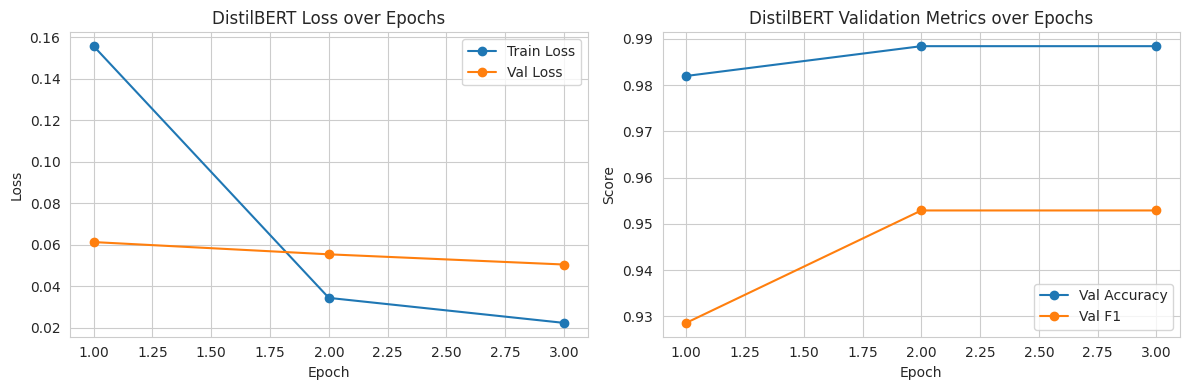 DistilBERT Loss over Epochs
0.16
0.14
0.12
0.10
0.08
0.06
0.04
0.02
Loss
Train Loss
Val Loss
1.00 1.25 1.50 1.75 2.00 2.25 2.50 2.75 3.00
Epoch
DistilBERT Validation Metrics over Epochs
0.99
0.98
0.97
0.96
0.95
0.94
0.93
Score
Val Accuracy
Val F1
1.00 1.25 1.50 1.75 2.00 2.25 2.50 2.75 3.00
Epoch